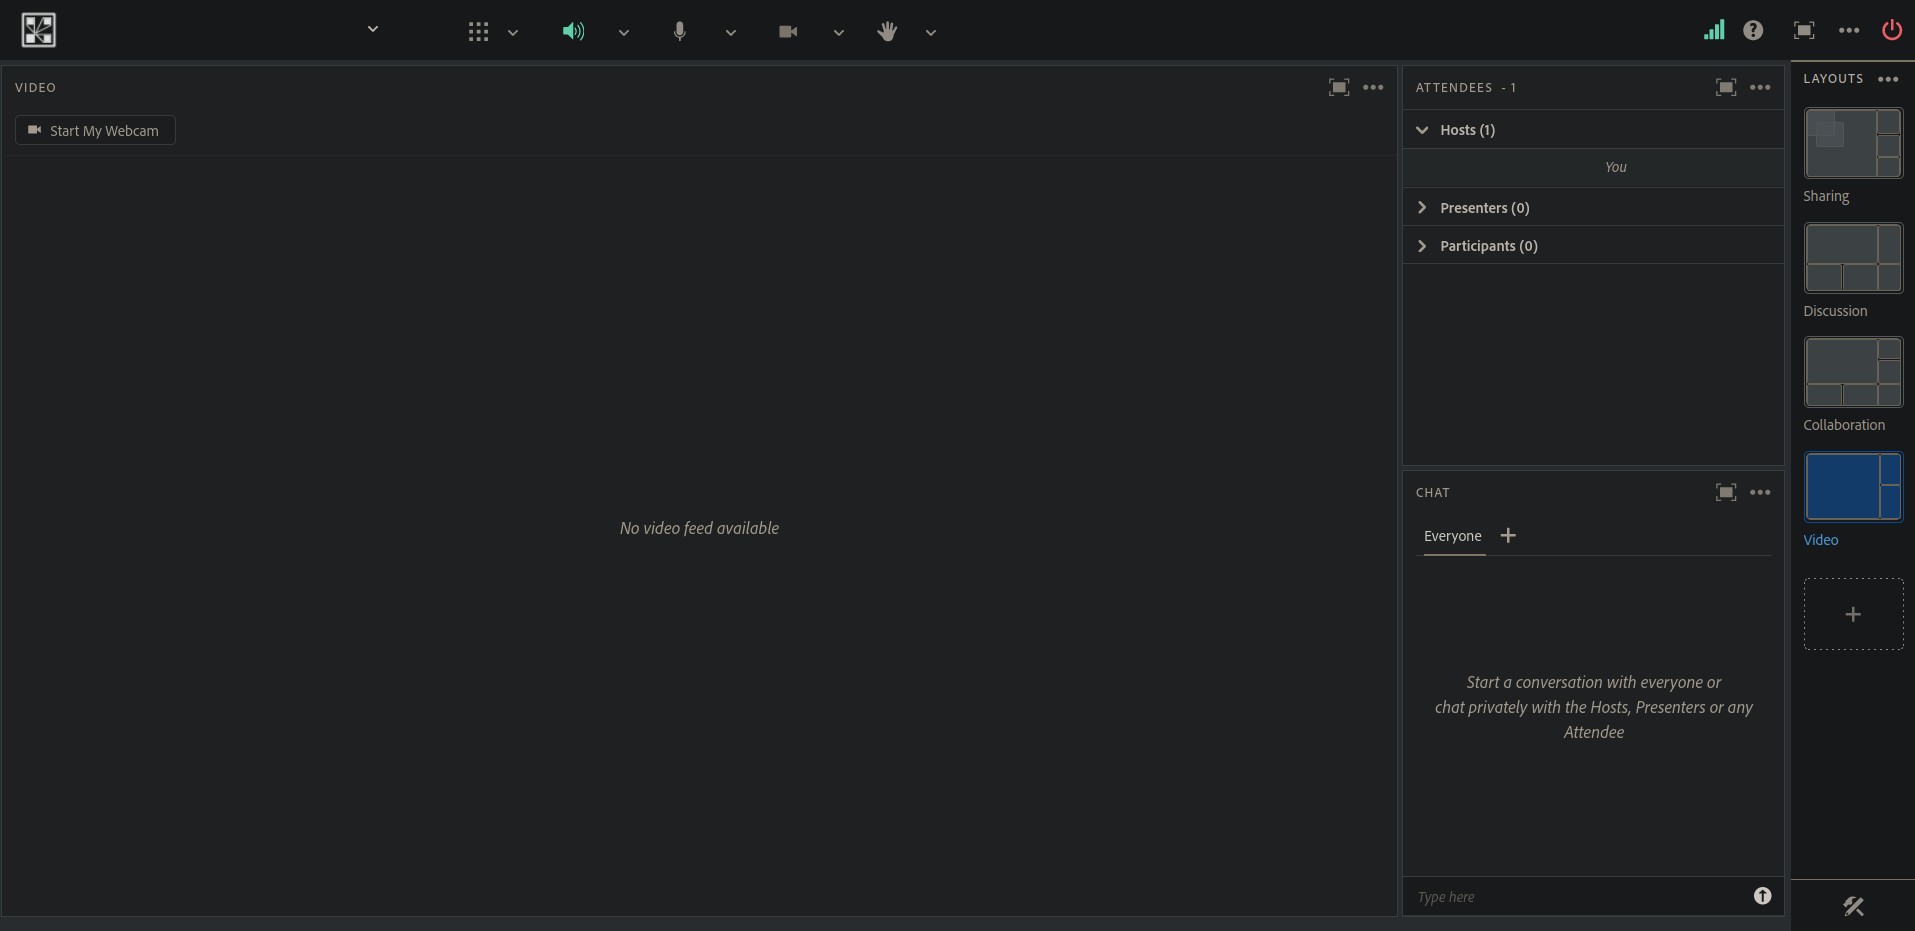 VIDEO
Start My Webcam
No video feed available
ATTENDEES - 1
Hosts (1)
You
Presenters (0)
Participants (0)
CHAT
Everyone
Start a conversation with everyone or
chat privately with the Hosts, Presenters or any
Attendee
Type here
LAYOUTS
Sharing
Discussion
Collaboration
Video